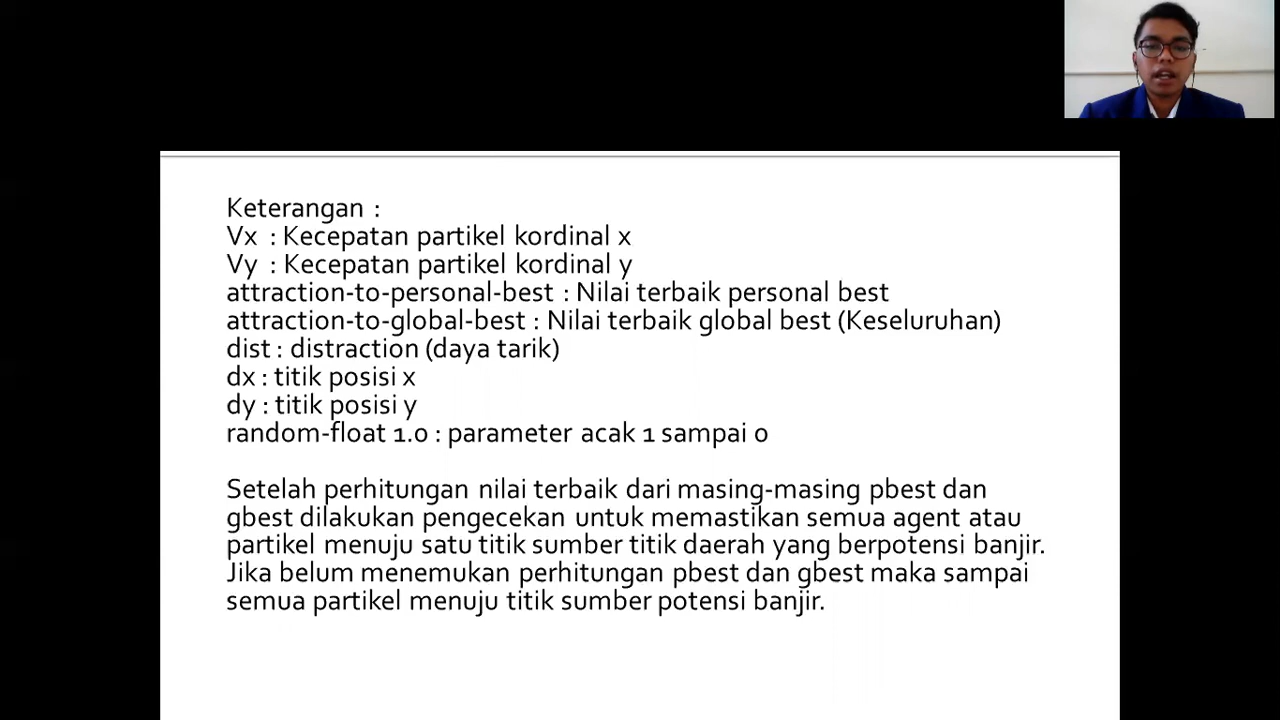 Keterangan :
Vx : Kecepatan partikel kordinal x
Vy : Kecepatan partikel kordinal y
attraction-to-personal-best : Nilai terbaik personal best
attraction-to-global-best : Nilai terbaik global best (Keseluruhan)
dist : distraction (daya tarik)
dx : titik posisi x
dy : titik posisi y
random-float 1.0 : parameter acak 1 sampai 0
Setelah perhitungan nilai terbaik dari masing-masing pbest dan
gbest dilakukan pengecekan untuk memastikan semua agent atau
partikel menuju satu titik sumber titik daerah yang berpotensi banjir.
Jika belum menemukan perhitungan pbest dan gbest maka sampai
semua partikel menuju titik sumber potensi banjir.